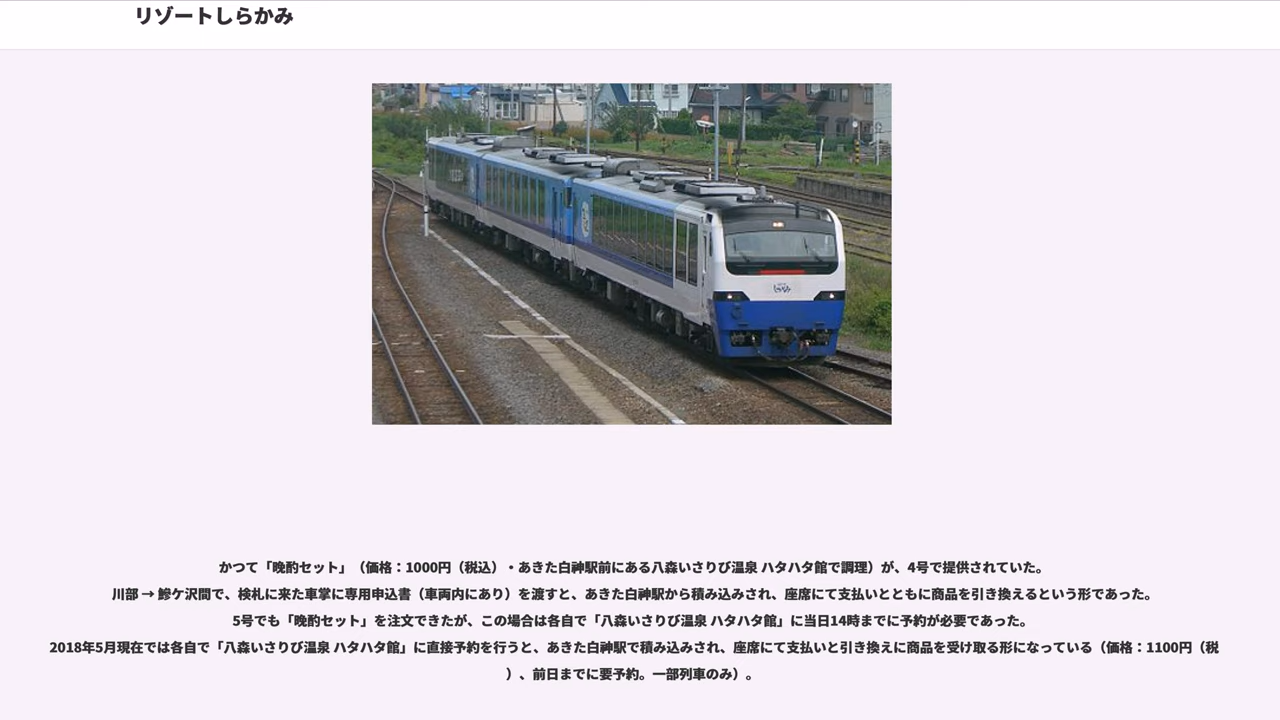 リゾートしらかみ
かつて「晩酌セット」（価格：1000円（税込）・あきた白神駅前にある八森いさりび温泉 ハタハタ館で調理）が、4号で提供されていた。
川部 → 鰺ケ沢間で、検札に来た車掌に専用申込書（車両内にあり）を渡すと、あきた白神駅から積み込みされ、座席にて支払いとともに商品を引き換えるという形であった。
5号でも「晩酌セット」を注文できたが、この場合は各自で「八森いさりび温泉 ハタハタ館」に当日14時までに予約が必要であった。
2018年5月現在では各自で「八森いさりび温泉 ハタハタ館」に直接予約を行うと、あきた白神駅で積み込みされ、座席にて支払いと引き換えに商品を受け取る形になっている（価格：1100円（税
）、前日までに要予約。一部列車のみ）。